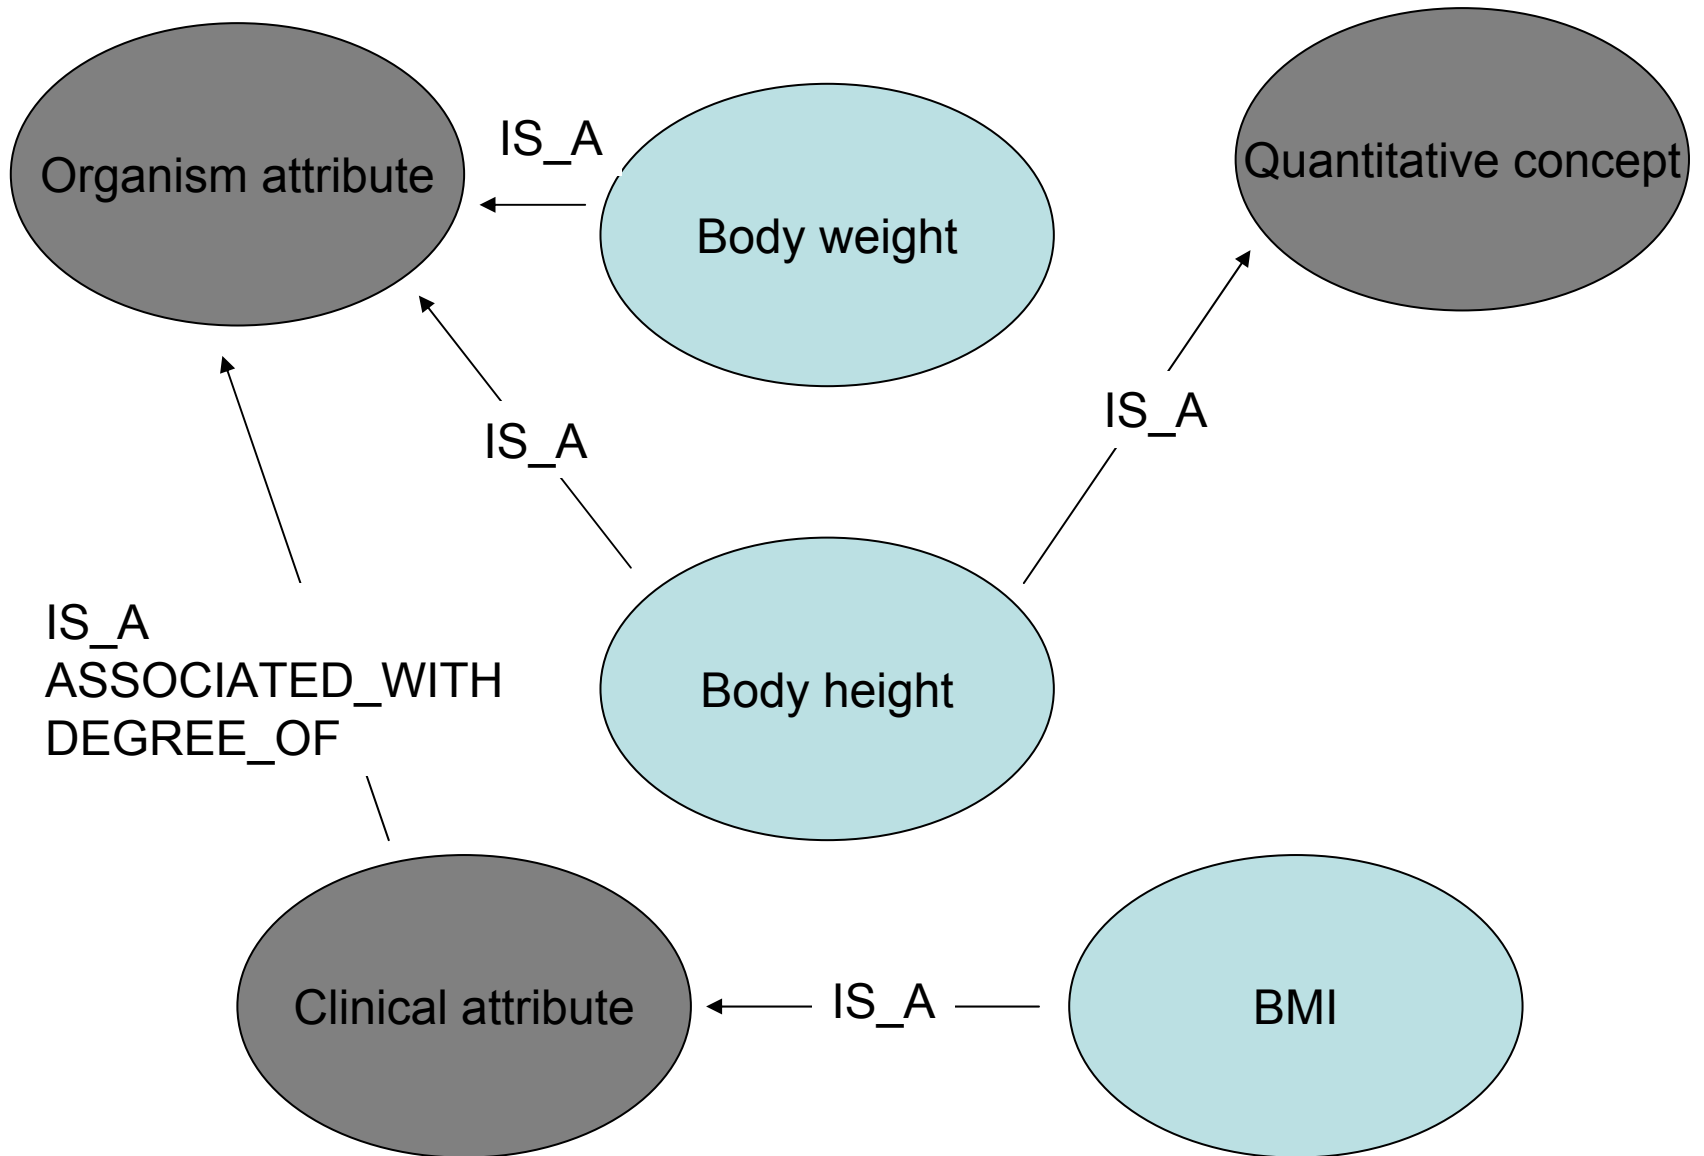 IS_A
Organism attribute
Quantitative concept
Body weight
IS_A
IS_A
IS_A
ASSOCIATED_WITH
DEGREE_OF
Body height
Clinical attribute
IS_A
BMI